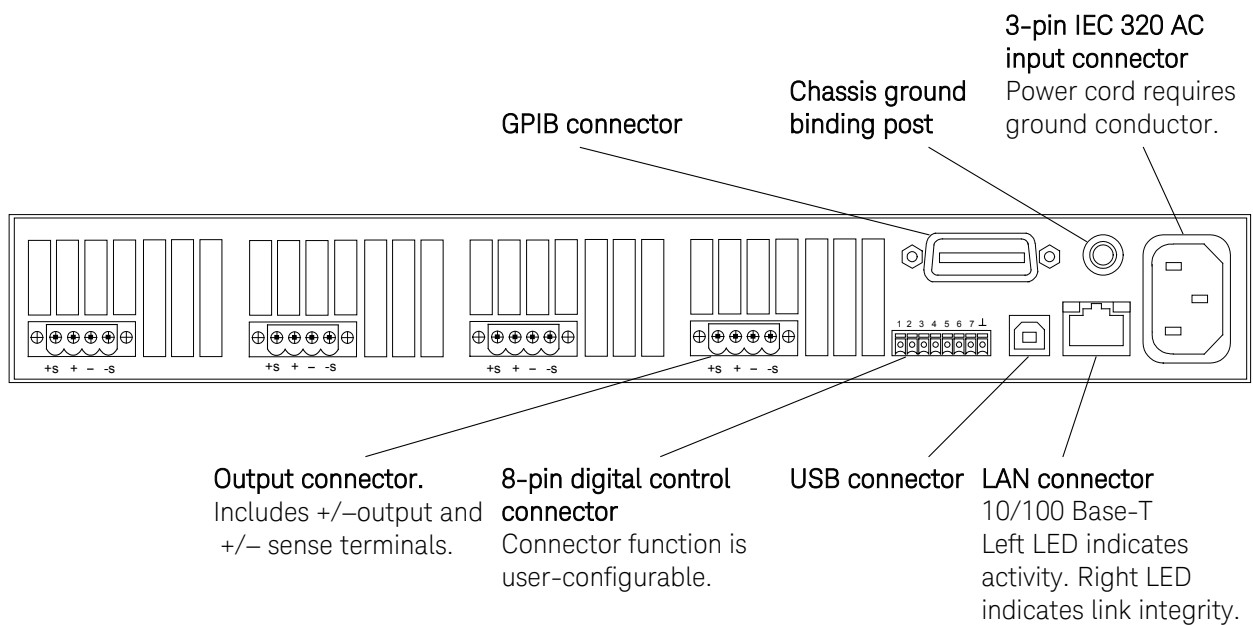 3-pin IEC 320 AC
input connector
Power cord requires
ground conductor.
Chassis ground
binding post
GPIB connector
1 2 3 4 5 6 7 ⊥
+s + – -s
+s + – -s
+s + – -s
+s + – -s
Output connector.
Includes +/–output and
+/– sense terminals.
8-pin digital control
connector
Connector function is
user-configurable.
USB connector
LAN connector
10/100 Base-T
Left LED indicates
activity. Right LED
indicates link integrity.